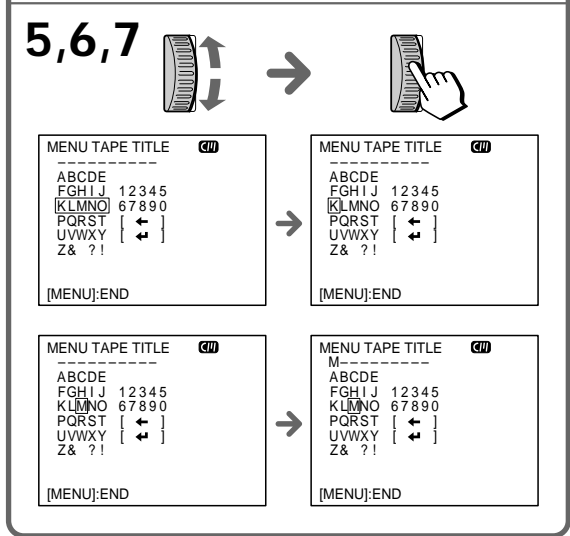 5,6,7
MENU TAPE TITLE
– – – – – – – – – –
ABCDE
FGHIJ 12345
KLMNO 67890
PQRST [ ← ]
UVWXY [ ↵ ]
Z& ?!
[MENU]:END
MENU TAPE TITLE
– – – – – – – – – –
ABCDE
FGHIJ 12345
KLMNO 67890
PQRST [ ← ]
UVWXY [ ↵ ]
Z& ?!
[MENU]:END
MENU TAPE TITLE
– – – – – – – – – –
ABCDE
FGHIJ 12345
KLMNO 67890
PQRST [ ← ]
UVWXY [ ↵ ]
Z& ?!
[MENU]:END
MENU TAPE TITLE
M– – – – – – – – –
ABCDE
FGHIJ 12345
KLMNO 67890
PQRST [ ← ]
UVWXY [ ↵ ]
Z& ?!
[MENU]:END